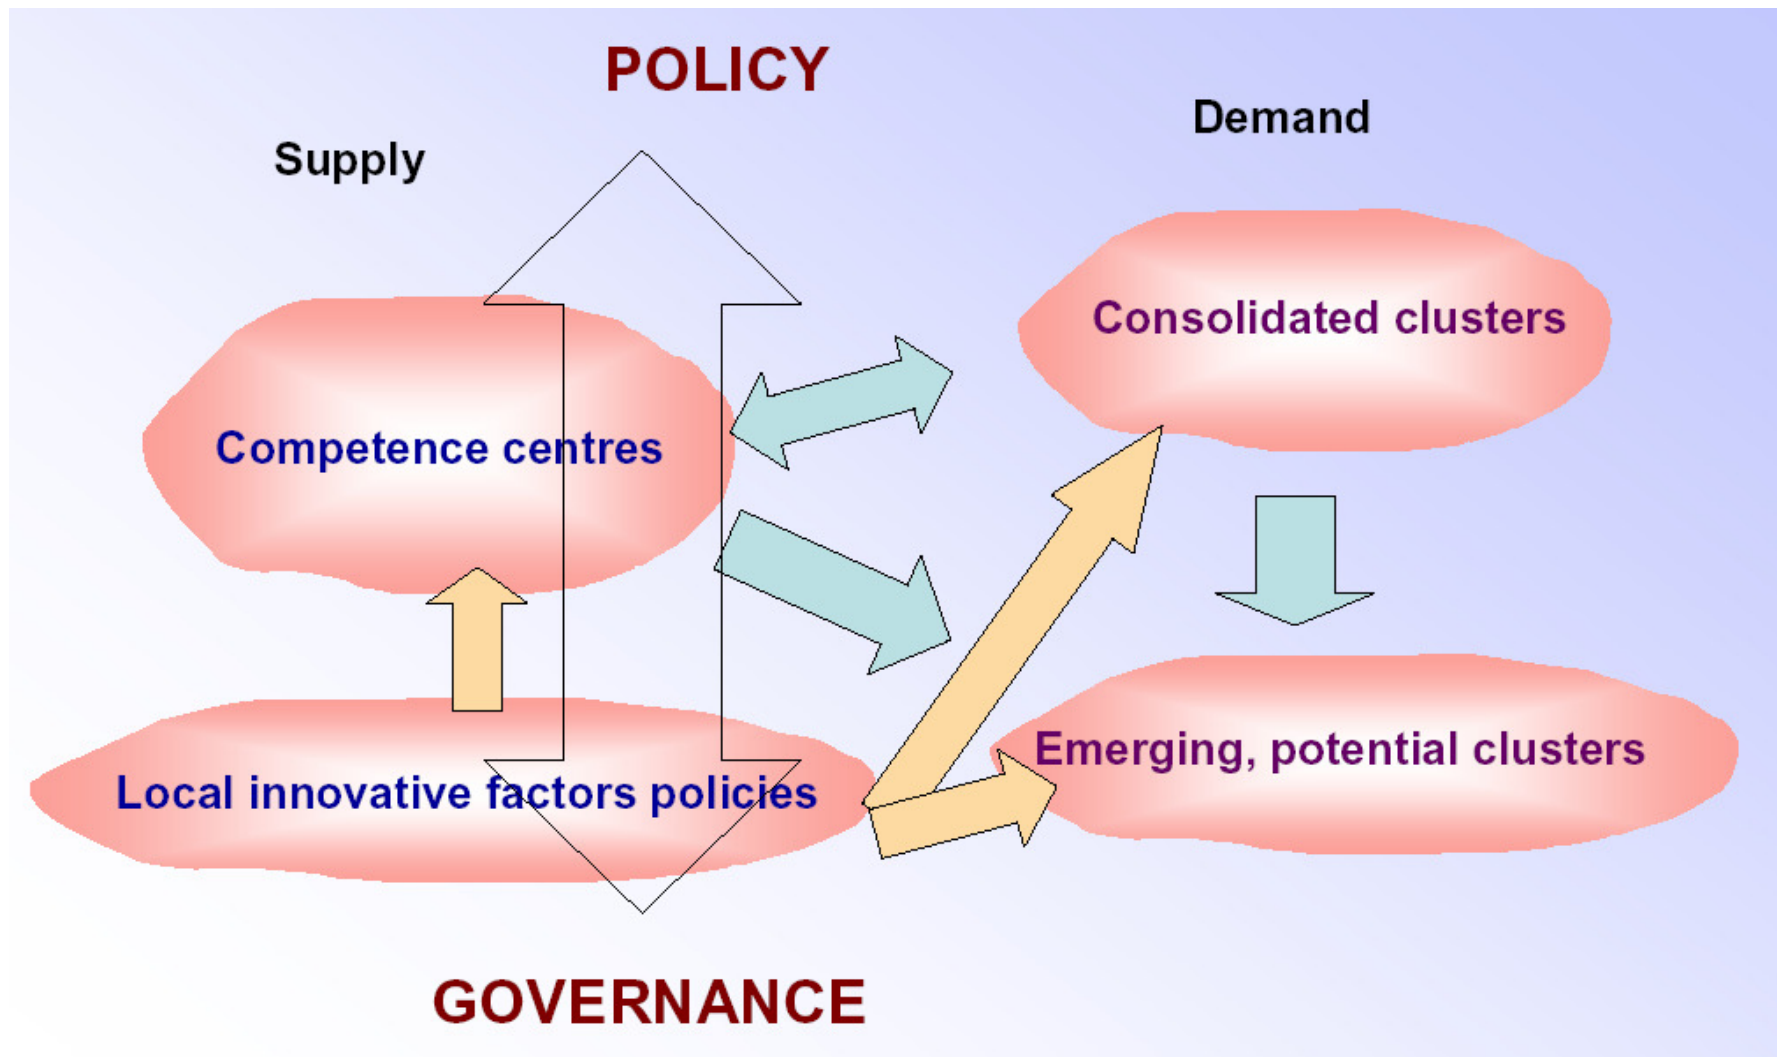 POLICY
Demand
Supply
Consolidated clusters
Competence centres
Emerging, potential clusters
Local innovative factors policies
GOVERNANCE